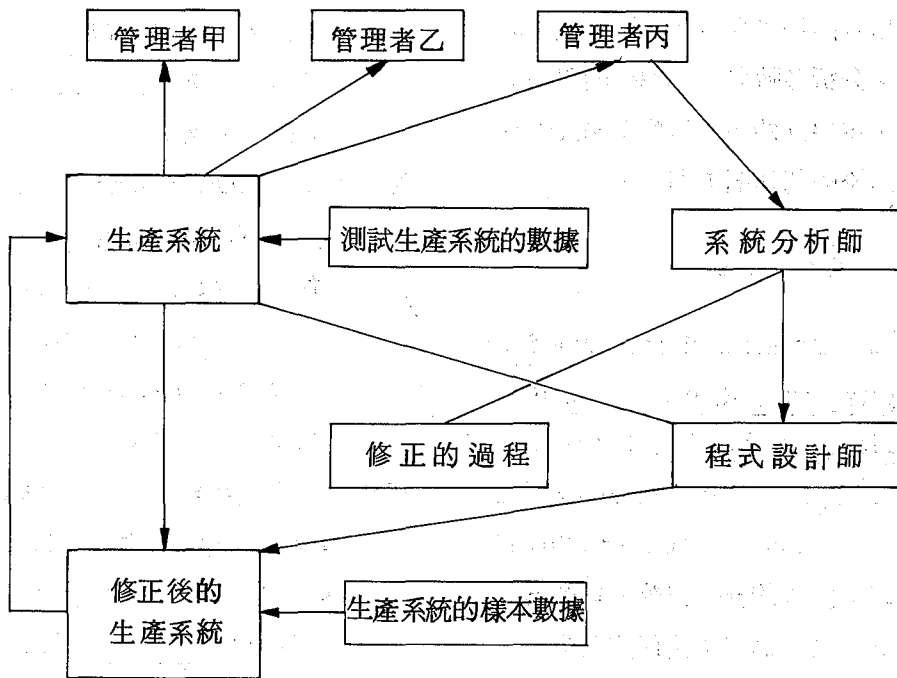 管理者甲
管理者乙
管理者丙
生產系統
測試生產系統的數據
系統分析師
修正的過程
程式設計師
修正後的
生產系統
生產系統的樣本數據